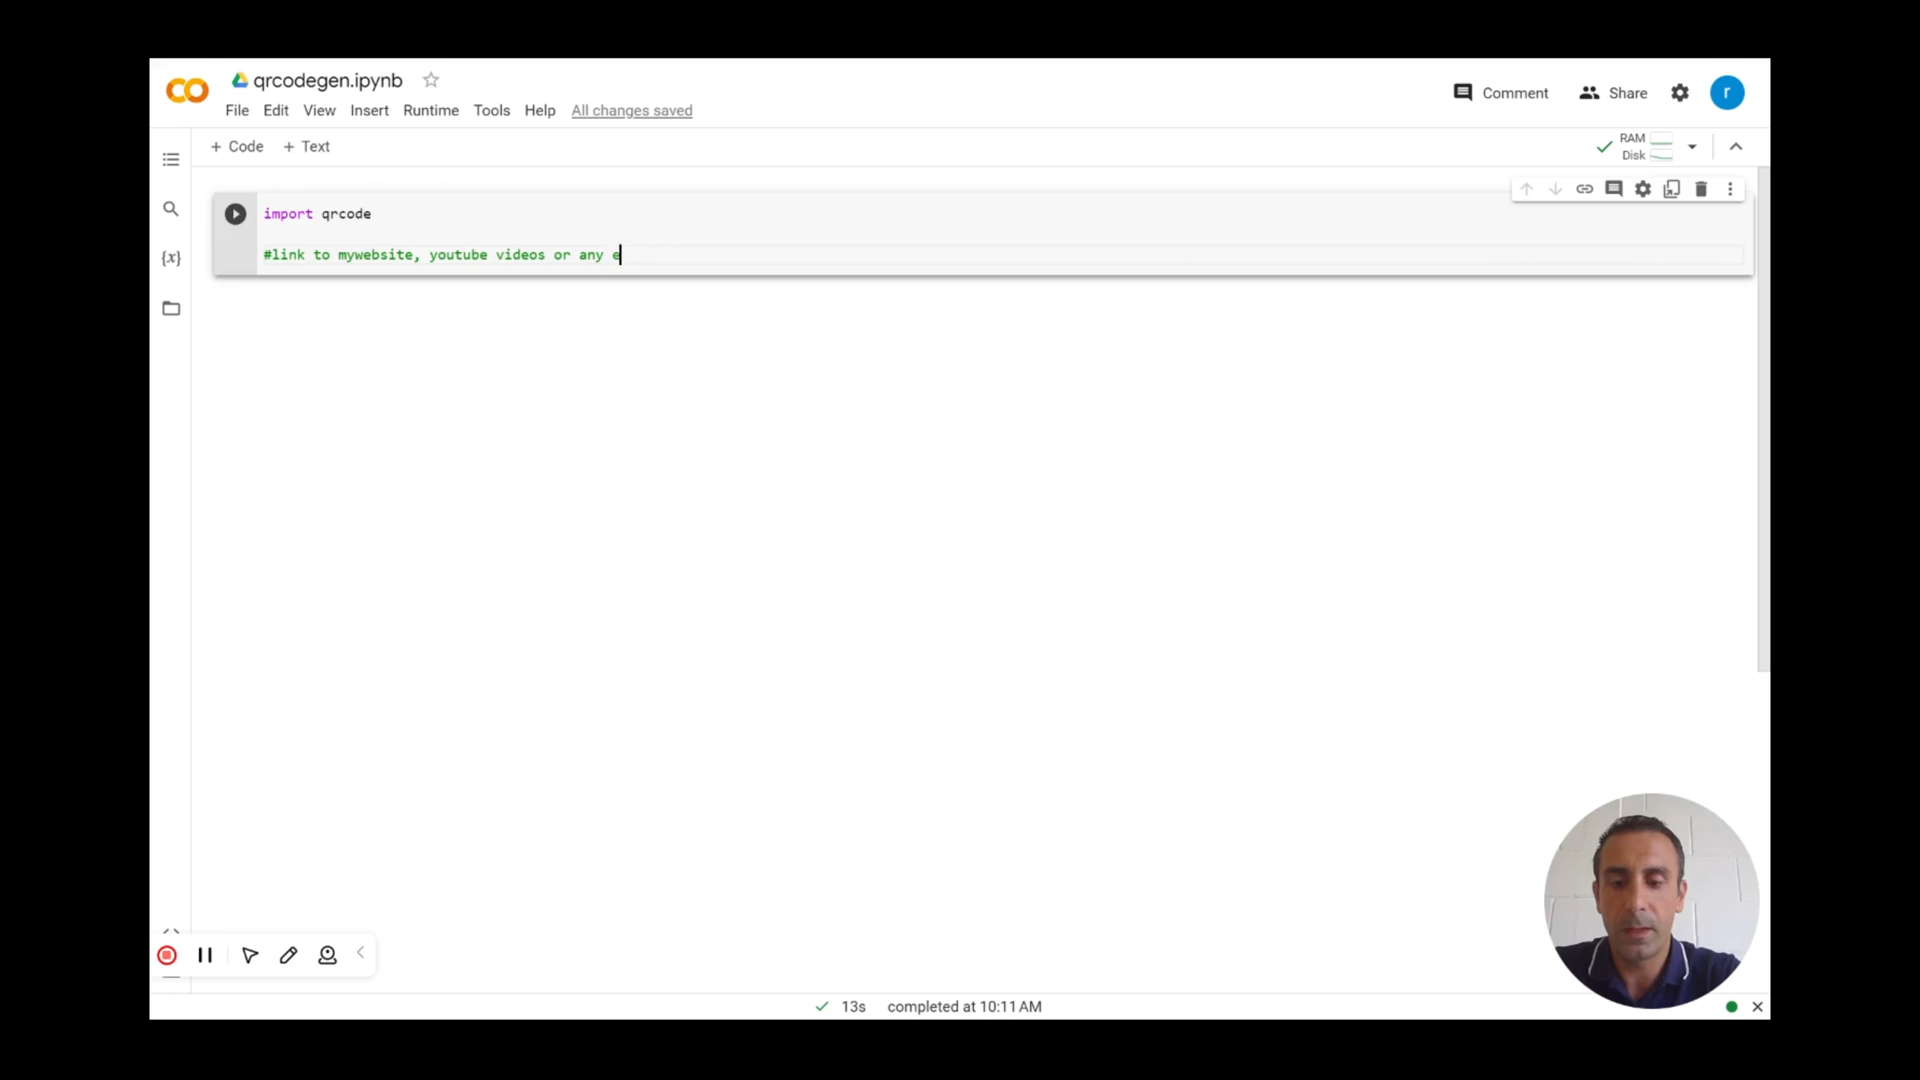 qrcodegen.ipynb
File Edit View Insert Runtime Tools Help All changes saved
Comment Share r
+ Code + Text
RAM
Disk
import qrcode
#link to mywebsite, youtube videos or any e
{x}
13s completed at 10:11 AM